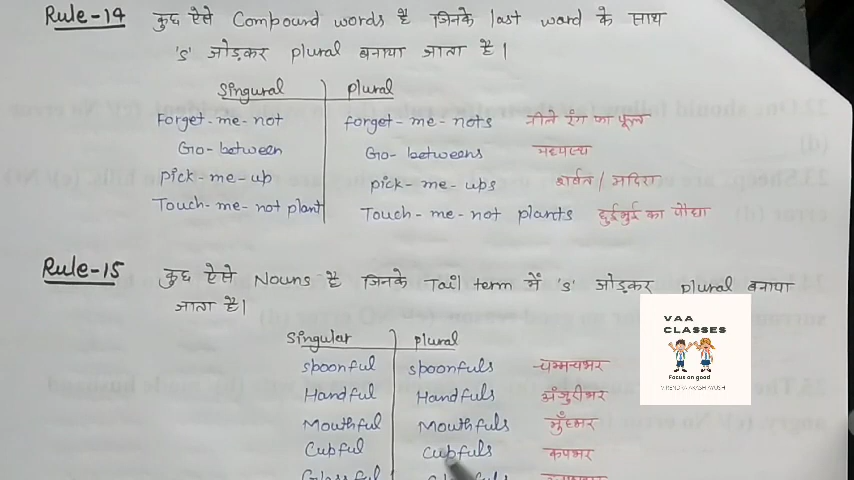 Rule-14 कुछ ऐसे Compound words है जिनके last word के साथ
's' जोड़कर plural बनाया जाता है।
Singural plural
Forget-me-not forget-me-nots नीले रंग का फूल
Go-between Go-betweens मध्यस्थ
pick-me-up pick-me-ups शर्बत / मदिरा
Touch-me-not plant Touch-me-not plants छुईमुई का पौधा
Rule-15 कुछ ऐसे Nouns है जिनके Tail term में 's' जोड़कर plural बनाया
जाता है।
Singular plural
spoonful spoonfuls चम्मचभर
Handful Handfuls अंजुरीभर
Mouthful Mouthfuls मुँहभर
Cupful Cupfuls कपभर
VAA
CLASSES
Focus on good